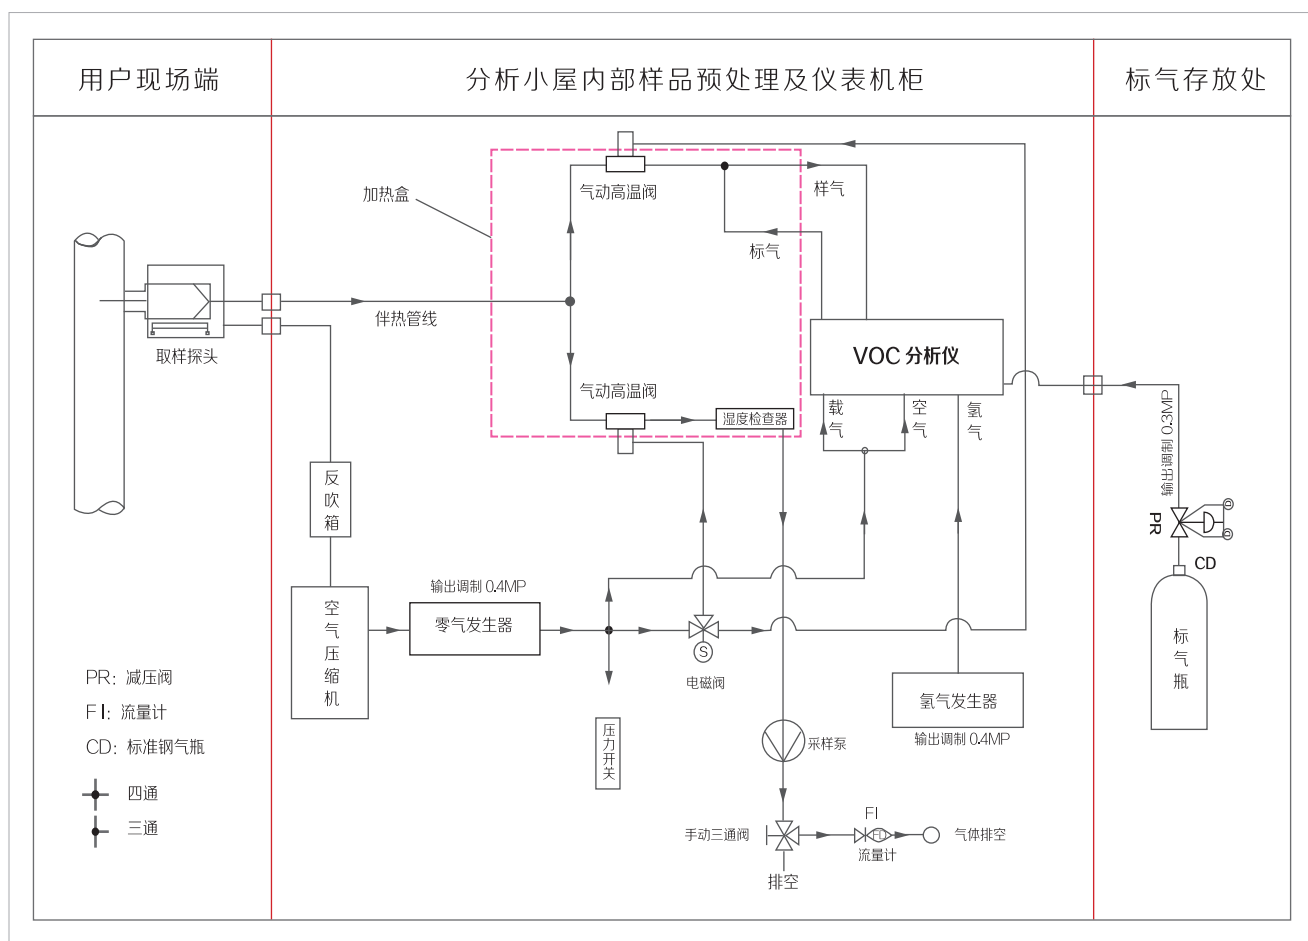 用户现场端
分析小屋内部样品预处理及仪表机柜
标气存放处
加热盒
气动高温阀
样气
标气
伴热管线
取样探头
VOC 分析仪
气动高温阀
湿度检查器
载气
空气
氢气
输出调制 0.3MP
反吹箱
PR
D
D
CD
标气瓶
空气压缩机
输出调制 0.4MP
零气发生器
S
电磁阀
压力开关
氢气发生器
输出调制 0.4MP
采样泵
手动三通阀
排空
FI
FD
流量计
气体排空
PR: 减压阀
FI: 流量计
CD: 标准钢气瓶
四通
三通